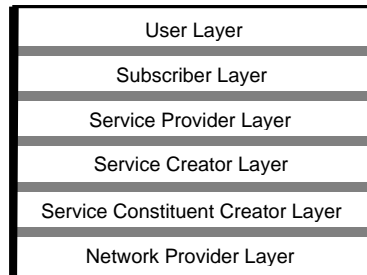 User Layer
Subscriber Layer
Service Provider Layer
Service Creator Layer
Service Constituent Creator Layer
Network Provider Layer